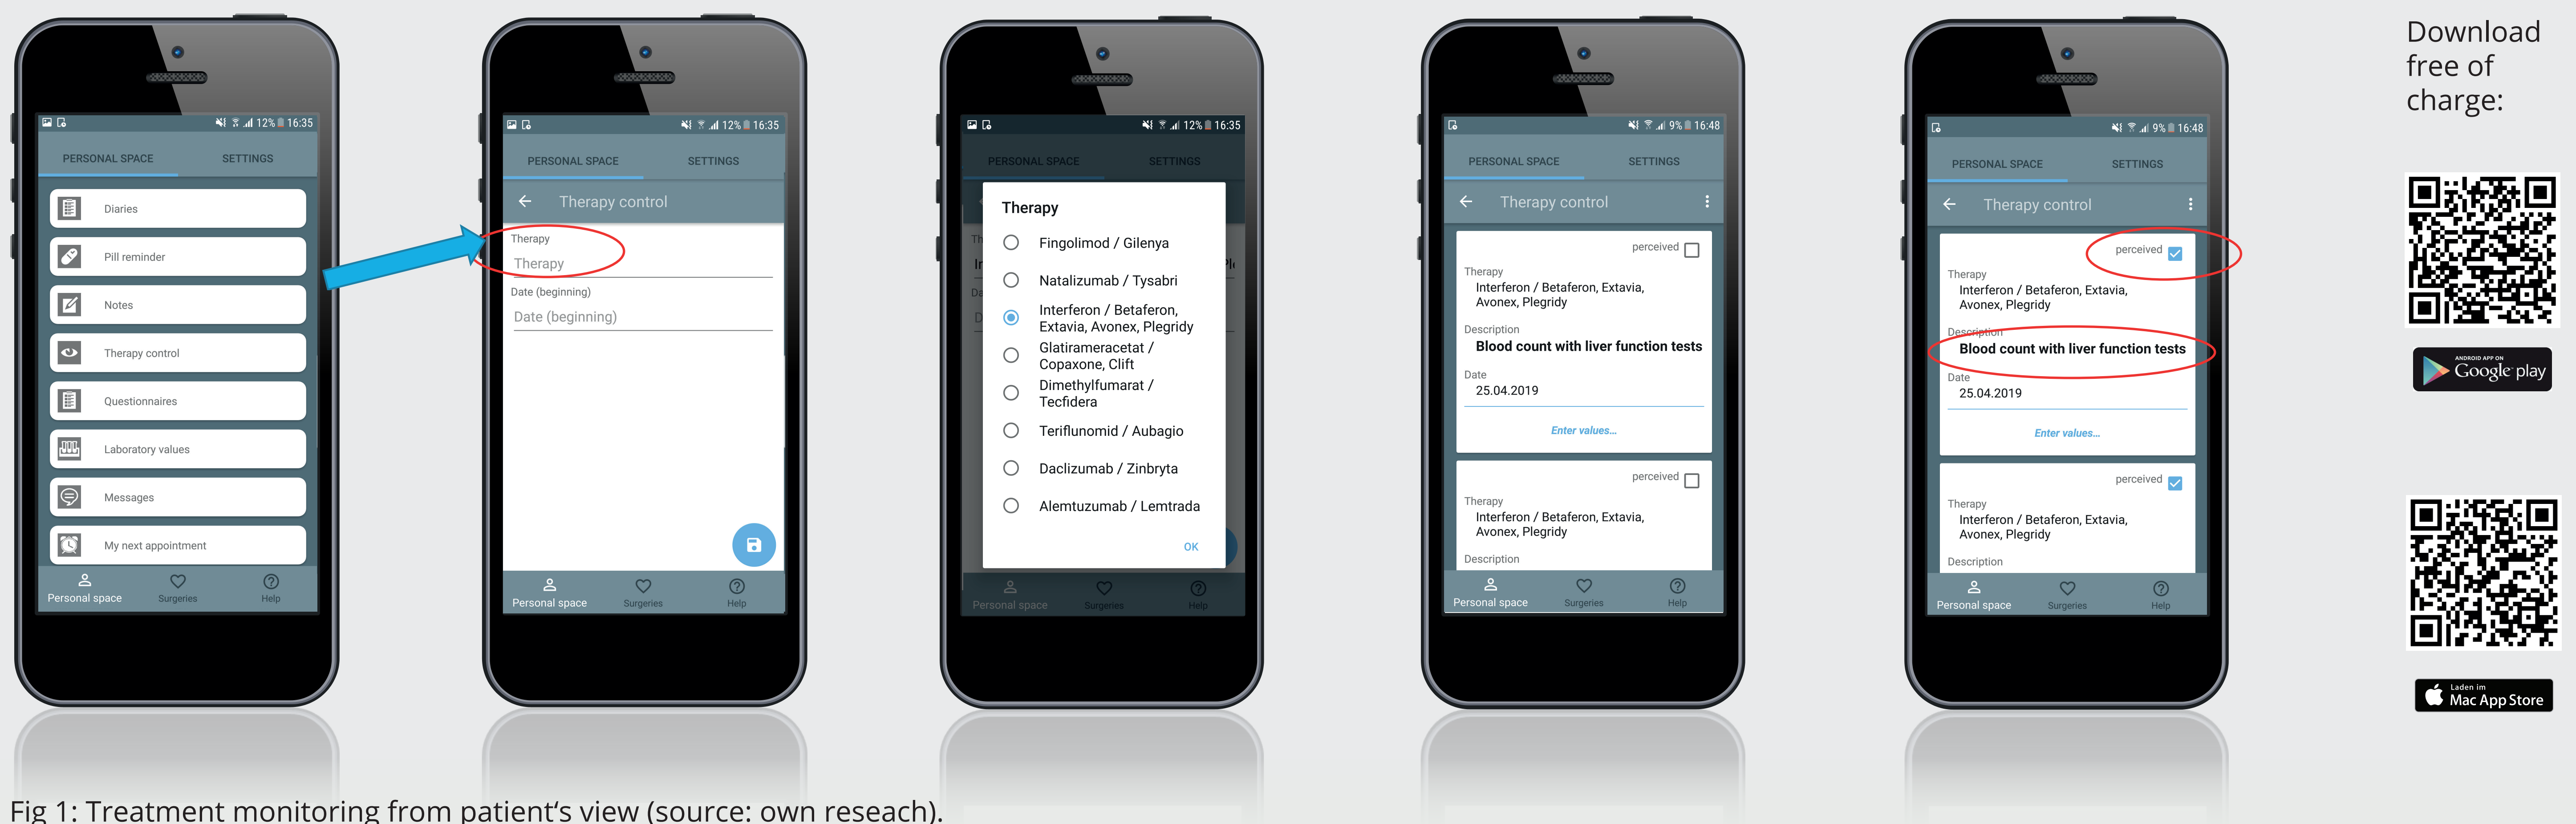 12% 16:35
PERSONAL SPACE SETTINGS
Diaries
Pill reminder
Notes
Therapy control
Questionnaires
Laboratory values
Messages
My next appointment
Personal space Surgeries Help
12% 16:35
PERSONAL SPACE SETTINGS
Therapy control
Therapy
Therapy
Date (beginning)
Date (beginning)
Personal space Surgeries Help
12% 16:35
PERSONAL SPACE SETTINGS
Therapy
Fingolimod / Gilenya
Natalizumab / Tysabri
Interferon / Betaferon,
Extavia, Avonex, Plegridy
Glatirameracetat /
Copaxone, Clift
Dimethylfumarat /
Tecfidera
Teriflunomid / Aubagio
Daclizumab / Zinbryta
Alemtuzumab / Lemtrada
OK
Personal space Surgeries Help
9% 16:48
PERSONAL SPACE SETTINGS
Therapy control
perceived
Therapy
Interferon / Betaferon, Extavia,
Avonex, Plegridy
Description
Blood count with liver function tests
Date
25.04.2019
Enter values...
perceived
Therapy
Interferon / Betaferon, Extavia,
Avonex, Plegridy
Description
Personal space Surgeries Help
9% 16:48
PERSONAL SPACE SETTINGS
Therapy control
perceived
Therapy
Interferon / Betaferon, Extavia,
Avonex, Plegridy
Description
Blood count with liver function tests
Date
25.04.2019
Enter values...
perceived
Therapy
Interferon / Betaferon, Extavia,
Avonex, Plegridy
Description
Personal space Surgeries Help
Download
free of
charge:
ANDROID APP ON
Google play
Laden im
Mac App Store
Fig 1: Treatment monitoring from patient‘s view (source: own reseach).